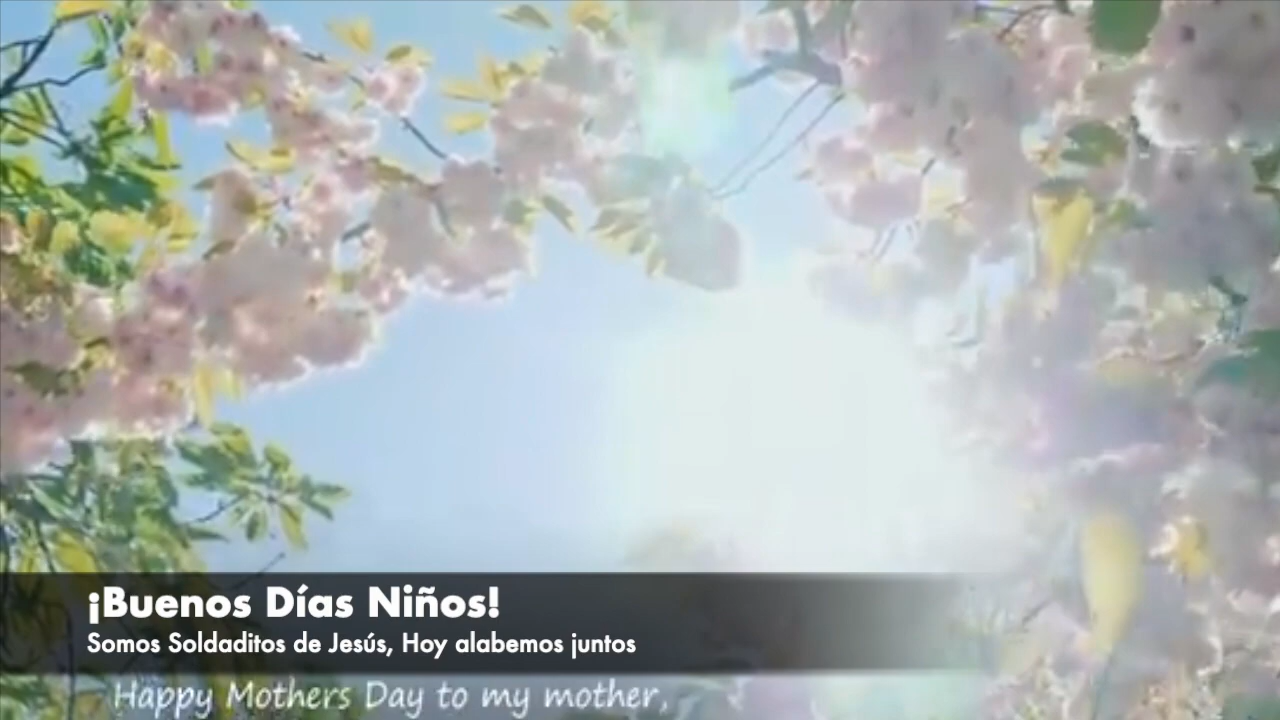 ¡Buenos Días Niños!
Somos Soldaditos de Jesús, Hoy alabemos juntos
Happy Mothers Day to my mother,